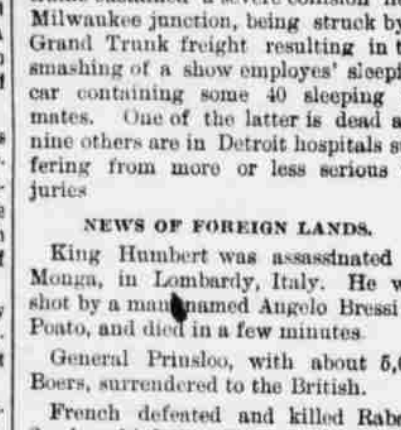 Milwaukee junction, being struck by
Grand Trunk freight resulting in t
smashing of a show employes' sleepi
car containing some 40 sleeping
mates. One of the latter is dead a
nine others are in Detroit hospitals su
fering from more or less serious
juries
NEWS OF FOREIGN LANDS.
King Humbert was assassinated
Monga, in Lombardy, Italy. He w
shot by a man named Angelo Bressi
Poato, and died in a few minutes
General Prinsloo, with about 5,0
Boers, surrendered to the British.
French defeated and killed Rabe